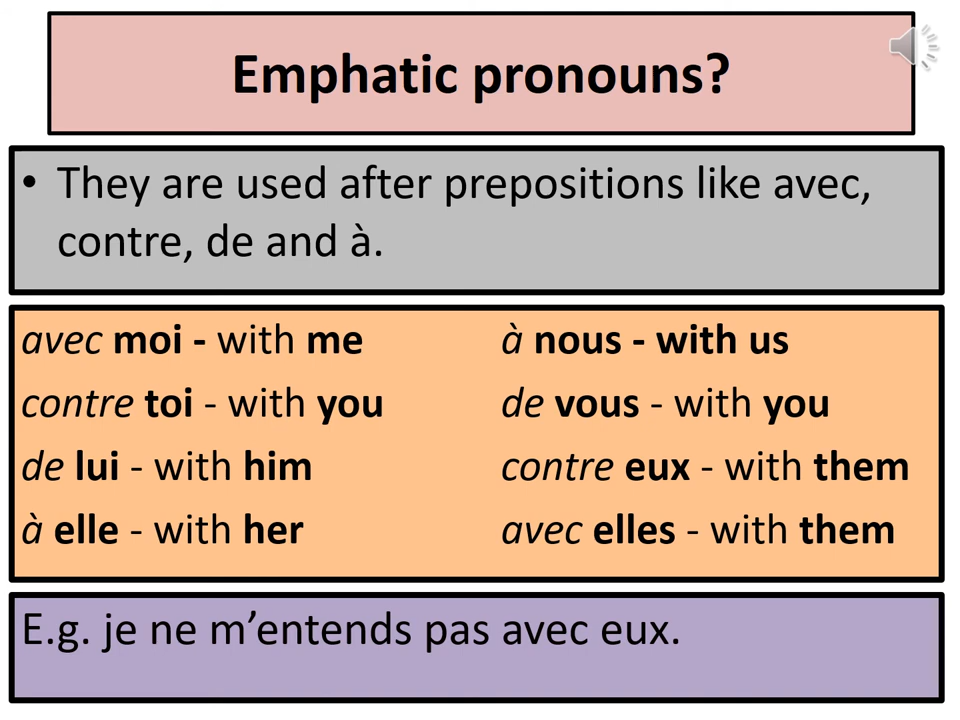 Emphatic pronouns?
• They are used after prepositions like avec,
contre, de and à.
avec moi - with me
contre toi - with you
de lui - with him
à elle - with her
à nous - with us
de vous - with you
contre eux - with them
avec elles - with them
E.g. je ne m’entends pas avec eux.